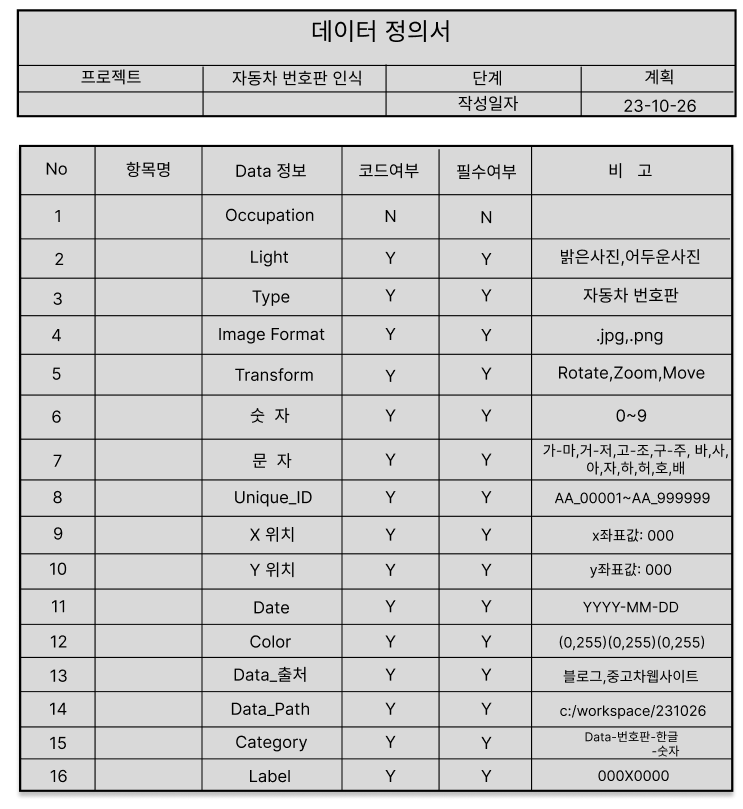 데이터 정의서
프로젝트 자동차 번호판 인식 단계 계획
작성일자 23-10-26
No 항목명 Data 정보 코드여부 필수여부 비 고
1 Occupation N N
2 Light Y Y 밝은사진,어두운사진
3 Type Y Y 자동차 번호판
4 Image Format Y Y .jpg,.png
5 Transform Y Y Rotate,Zoom,Move
6 숫 자 Y Y 0~9
7 문 자 Y Y 가-마,거-저,고-조,구-주, 바,사,
아,자,하,허,호,배
8 Unique_ID Y Y AA_00001~AA_999999
9 X 위치 Y Y x좌표값: 000
10 Y 위치 Y Y y좌표값: 000
11 Date Y Y YYYY-MM-DD
12 Color Y Y (0,255)(0,255)(0,255)
13 Data_출처 Y Y 블로그,중고차웹사이트
14 Data_Path Y Y c:/workspace/231026
15 Category Y Y Data-번호판-한글
-숫자
16 Label Y Y 000X0000